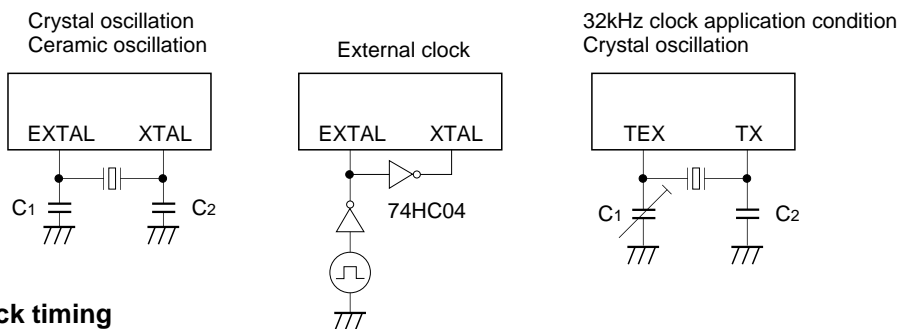 Crystal oscillation
Ceramic oscillation
EXTAL XTAL
C1 C2
External clock
EXTAL XTAL
74HC04
32kHz clock application condition
Crystal oscillation
TEX TX
C1 C2
ck timing